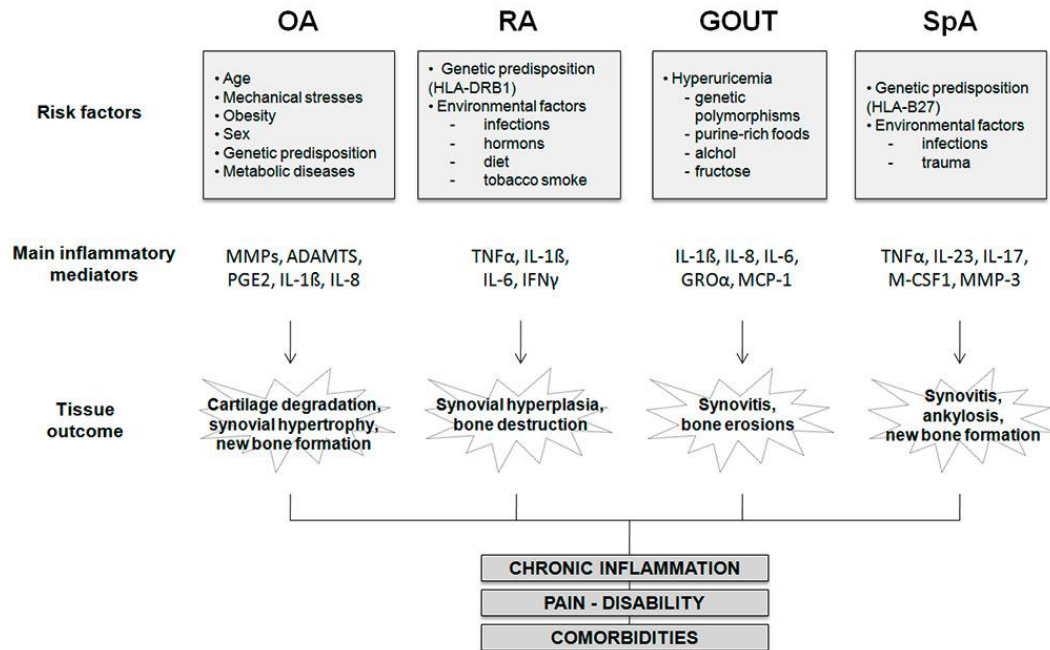 OA
RA
GOUT
SpA
Risk factors
• Age
• Mechanical stresses
• Obesity
• Sex
• Genetic predisposition
• Metabolic diseases
• Genetic predisposition
(HLA-DRB1)
• Environmental factors
- infections
- hormons
- diet
- tobacco smoke
• Hyperuricemia
- genetic
polymorphisms
- purine-rich foods
- alchol
- fructose
• Genetic predisposition
(HLA-B27)
• Environmental factors
- infections
- trauma
Main inflammatory
mediators
MMPs, ADAMTS,
PGE2, IL-1ß, IL-8
TNFα, IL-1ß,
IL-6, IFNγ
IL-1ß, IL-8, IL-6,
GROα, MCP-1
TNFα, IL-23, IL-17,
M-CSF1, MMP-3
Tissue
outcome
Cartilage degradation,
synovial hypertrophy,
new bone formation
Synovial hyperplasia,
bone destruction
Synovitis,
bone erosions
Synovitis,
ankylosis,
new bone formation
CHRONIC INFLAMMATION
PAIN - DISABILITY
COMORBIDITIES